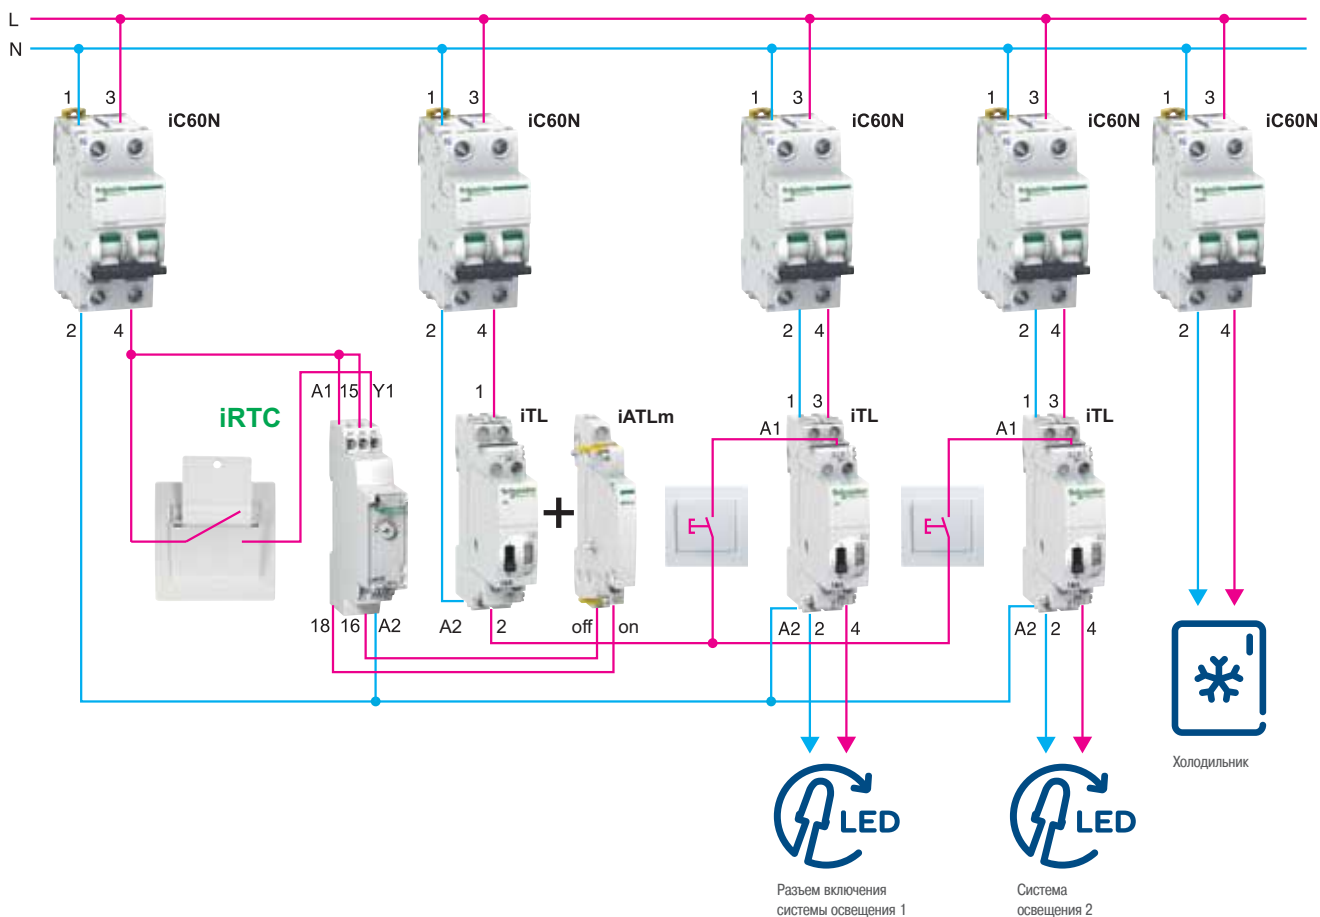 L
N
1 3 1 3 1 3 1 3 1 3
iC60N iC60N iC60N iC60N iC60N
2 4 2 4 2 4 2 4 2 4
A1 15 Y1 1 1 3 1 3
iRTC iTL iATLm iTL iTL
A1 A1
+
18 16 A2 A2 2 off on A2 2 4 A2 2 4
Холодильник
LED LED
Разъем включения
системы освещения 1
Система
освещения 2